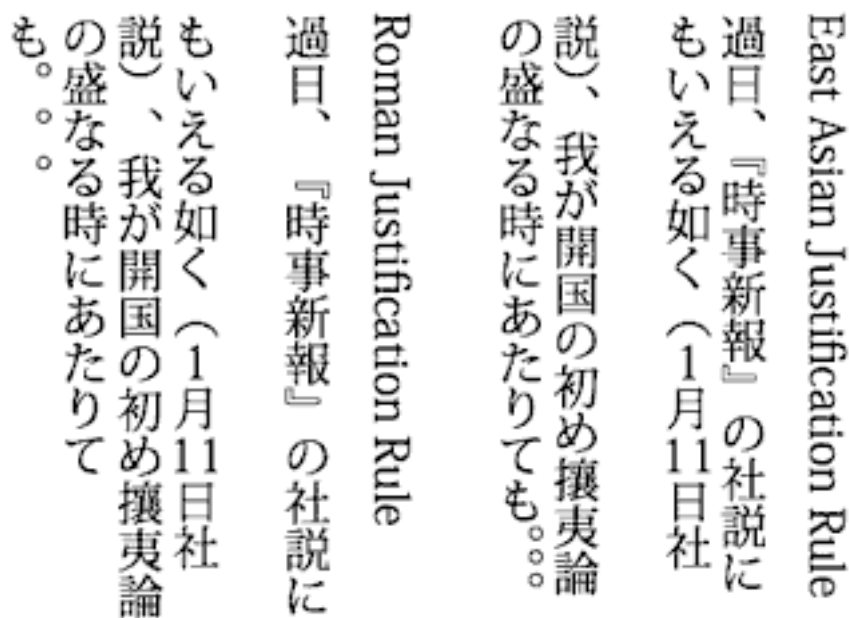 East Asian Justification Rule
過日、『時事新報』の社説に
もいえる如く（1月11日社
説）、我が開国の初め攘夷論
の盛なる時にあたりても。。。
Roman Justification Rule
過日、『時事新報』の社説に
もいえる如く（1月11日社
説）、我が開国の初め攘夷論
の盛なる時にあたりて
も。。。